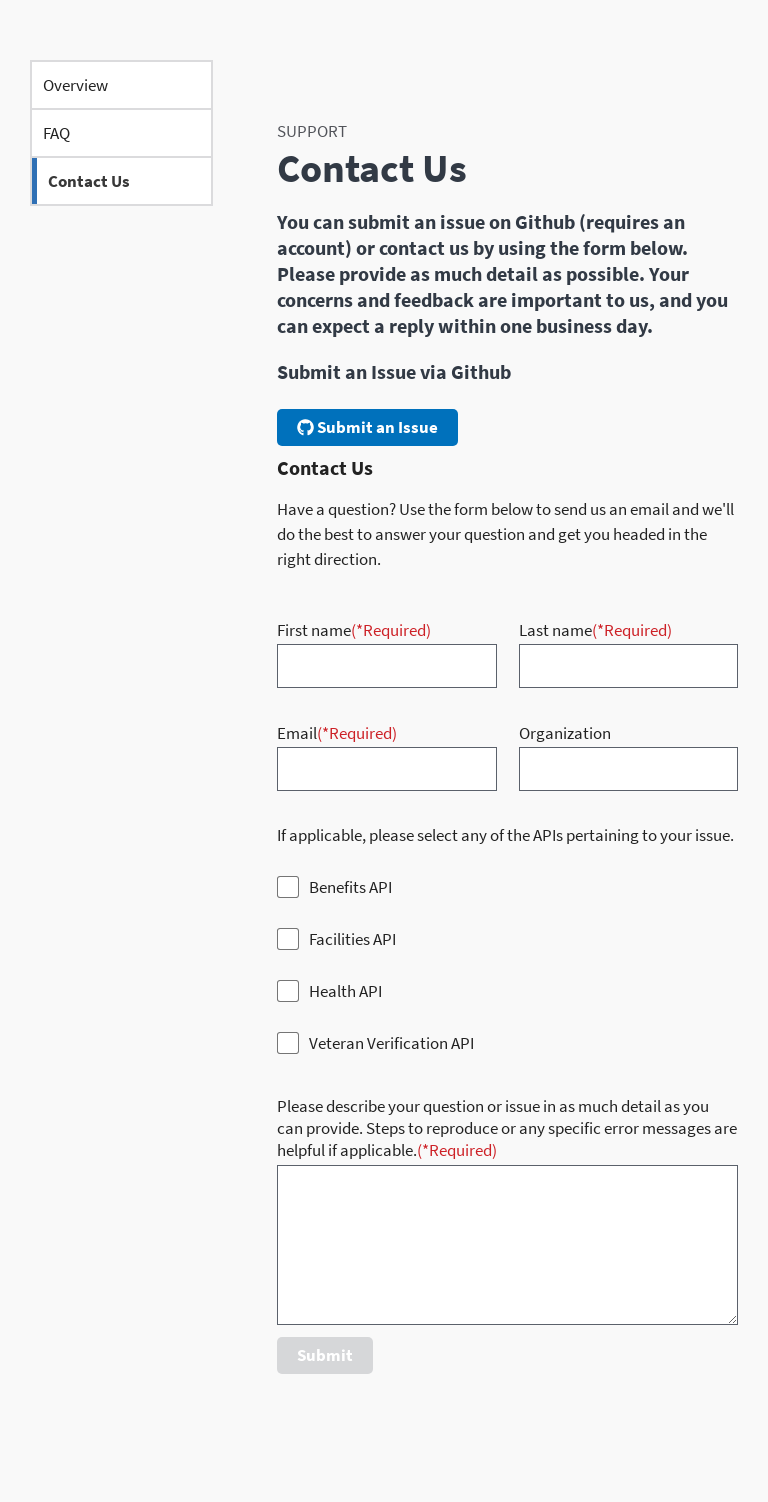 Overview
FAQ
Contact Us
SUPPORT
Contact Us
You can submit an issue on Github (requires an
account) or contact us by using the form below.
Please provide as much detail as possible. Your
concerns and feedback are important to us, and you
can expect a reply within one business day.
Submit an Issue via Github
Submit an Issue
Contact Us
Have a question? Use the form below to send us an email and we'll
do the best to answer your question and get you headed in the
right direction.
First name(*Required)
Last name(*Required)
Email(*Required)
Organization
If applicable, please select any of the APIs pertaining to your issue.
Benefits API
Facilities API
Health API
Veteran Verification API
Please describe your question or issue in as much detail as you
can provide. Steps to reproduce or any specific error messages are
helpful if applicable.(*Required)
Submit